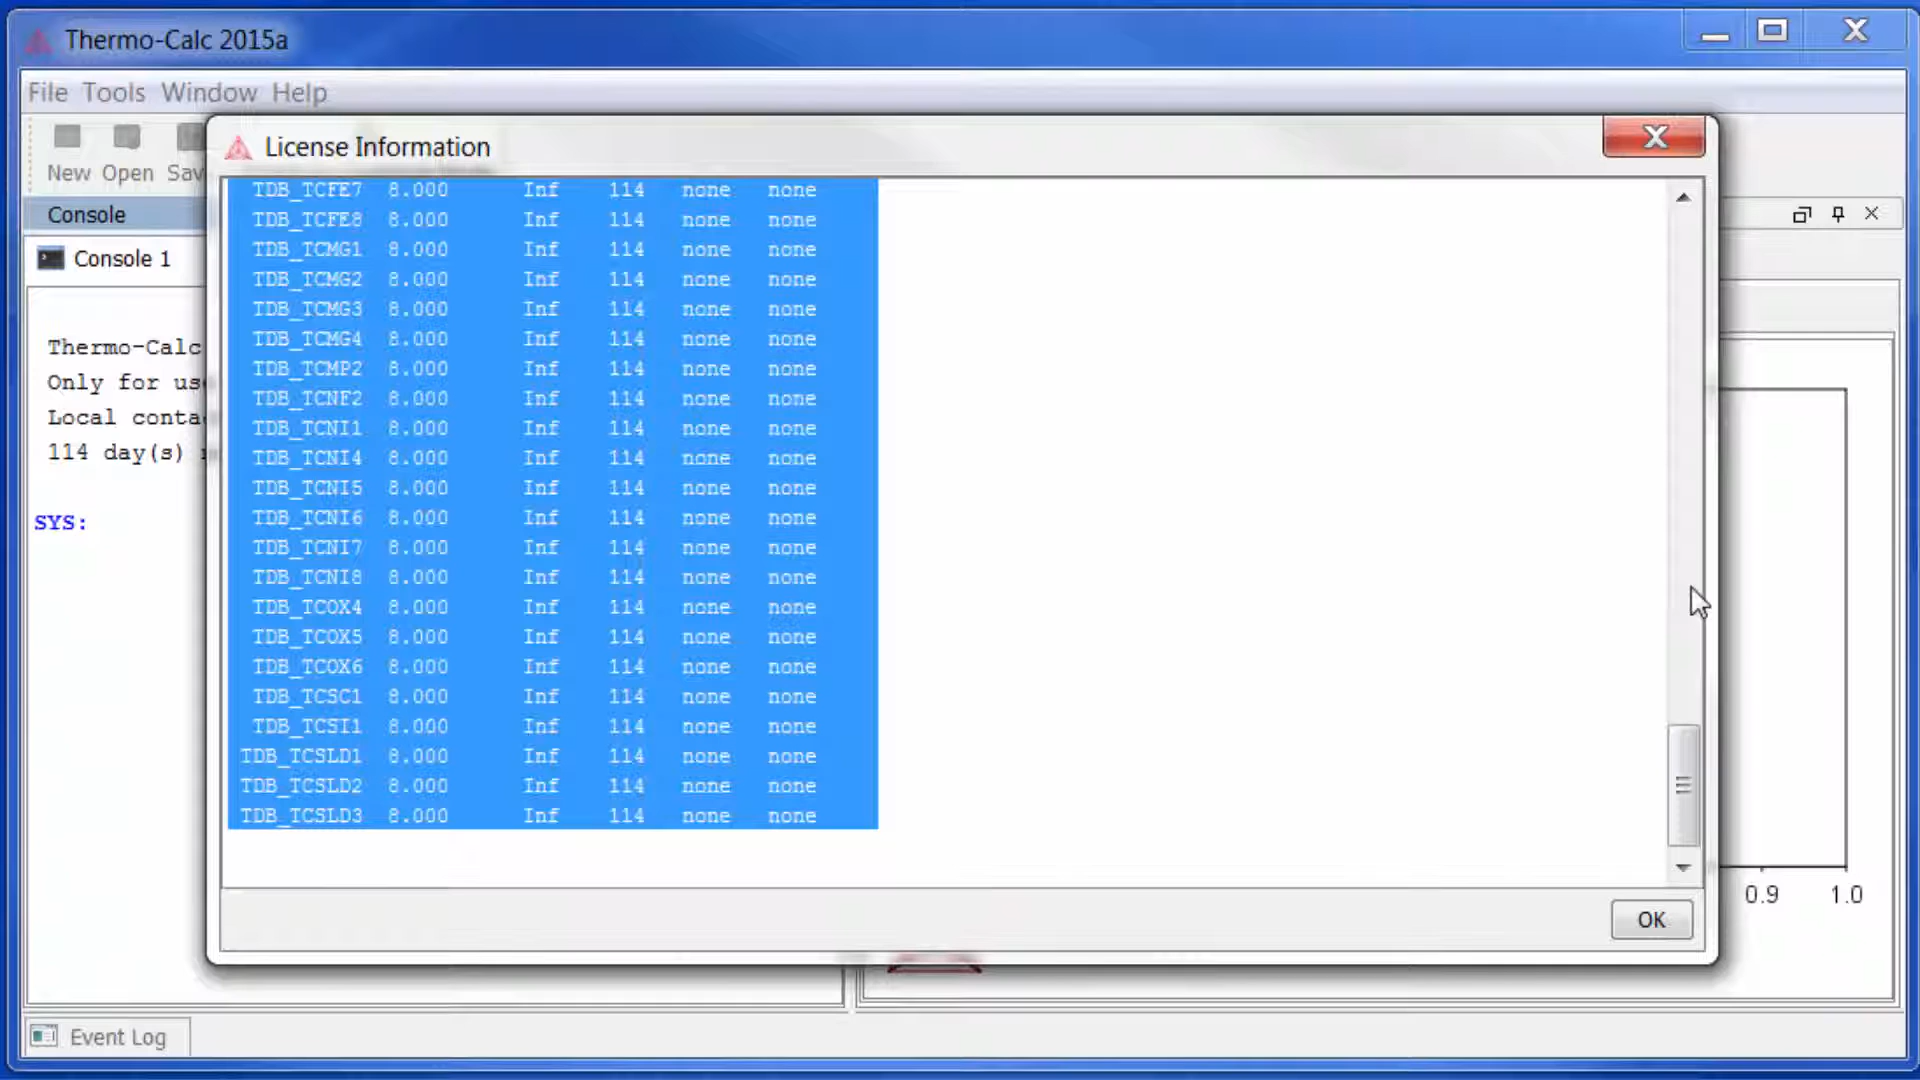 Thermo-Calc 2015a
File Tools Window Help
New Open Sav
License Information
Console
Console 1
Thermo-Calc
Only for us
Local conta
114 day(s)
SYS:
TDB_TCFE7 8.000 Inf 114 none none
TDB_TCFE8 8.000 Inf 114 none none
TDB_TCMG1 8.000 Inf 114 none none
TDB_TCMG2 8.000 Inf 114 none none
TDB_TCMG3 8.000 Inf 114 none none
TDB_TCMG4 8.000 Inf 114 none none
TDB_TCMP2 8.000 Inf 114 none none
TDB_TCNF2 8.000 Inf 114 none none
TDB_TCNI1 8.000 Inf 114 none none
TDB_TCNI4 8.000 Inf 114 none none
TDB_TCNI5 8.000 Inf 114 none none
TDB_TCNI6 8.000 Inf 114 none none
TDB_TCNI7 8.000 Inf 114 none none
TDB_TCNI8 8.000 Inf 114 none none
TDB_TCOX4 8.000 Inf 114 none none
TDB_TCOX5 8.000 Inf 114 none none
TDB_TCOX6 8.000 Inf 114 none none
TDB_TCSC1 8.000 Inf 114 none none
TDB_TCSI1 8.000 Inf 114 none none
TDB_TCSLD1 8.000 Inf 114 none none
TDB_TCSLD2 8.000 Inf 114 none none
TDB_TCSLD3 8.000 Inf 114 none none
0.9 1.0
OK
Event Log